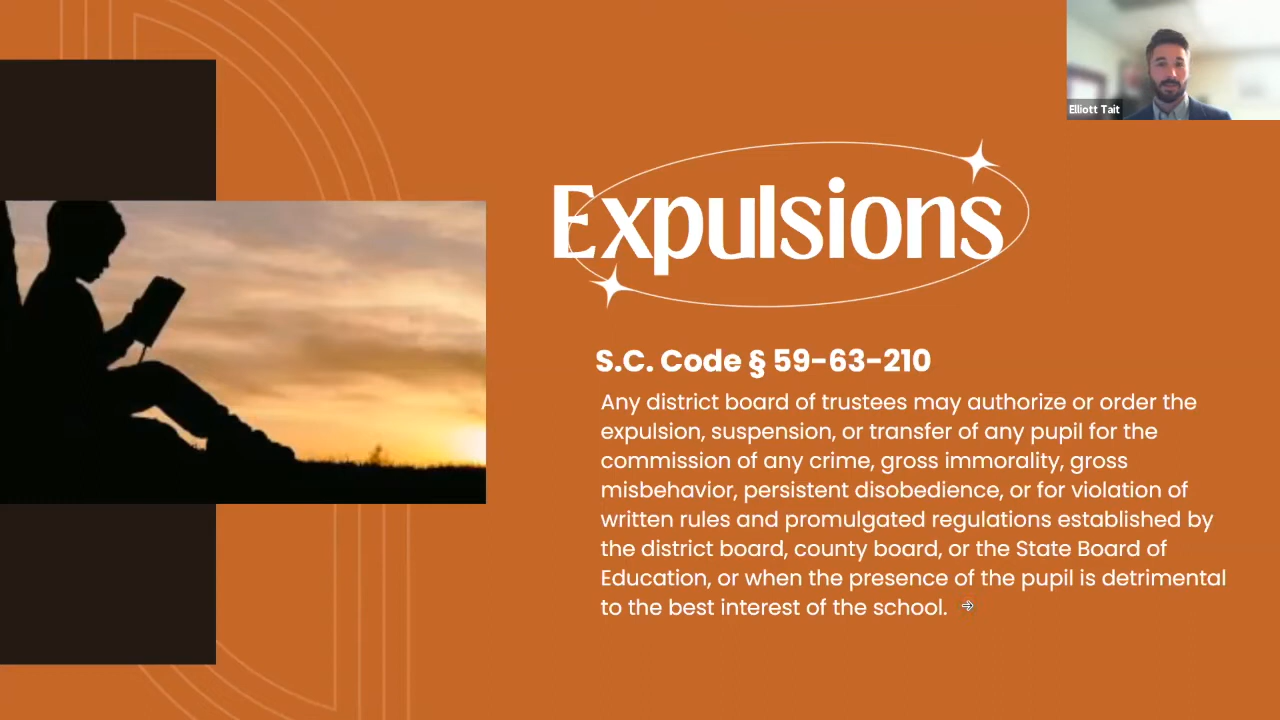 Elliott Tait
Expulsions
S.C. Code § 59-63-210
Any district board of trustees may authorize or order the
expulsion, suspension, or transfer of any pupil for the
commission of any crime, gross immorality, gross
misbehavior, persistent disobedience, or for violation of
written rules and promulgated regulations established by
the district board, county board, or the State Board of
Education, or when the presence of the pupil is detrimental
to the best interest of the school.